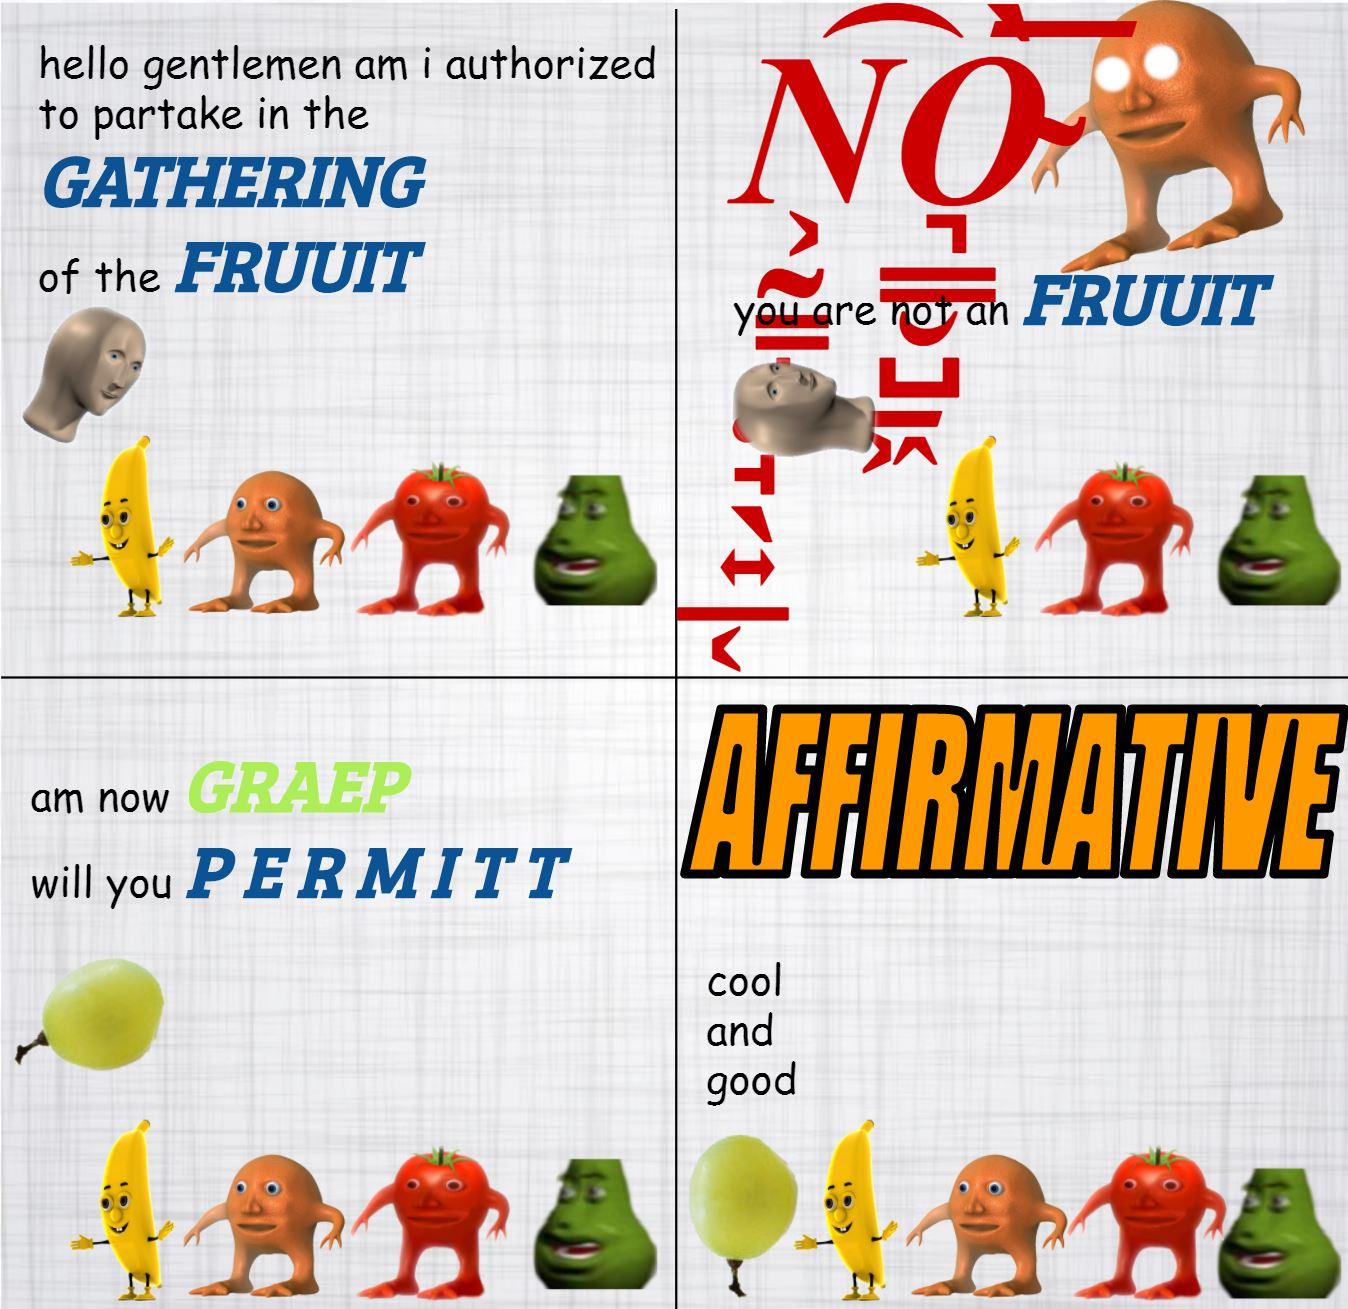 hello gentlemen am i authorized
to partake in the
GATHERING
of the FRUUIT
NO
you are not an FRUUIT
am now GRAEP
will you PERMITT
AFFIRMATIVE
cool
and
good